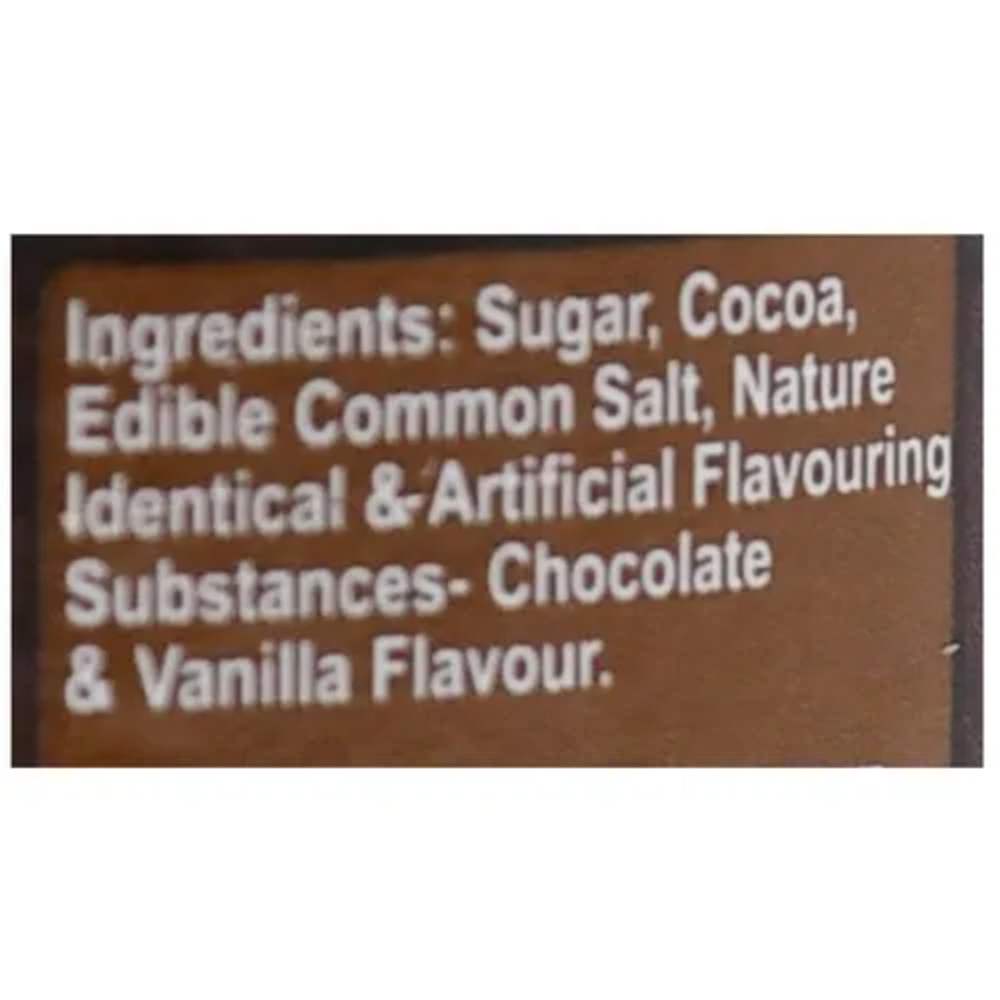 Ingredients: Sugar, Cocoa,
Edible Common Salt, Nature
Identical & Artificial Flavouring
Substances- Chocolate
& Vanilla Flavour.